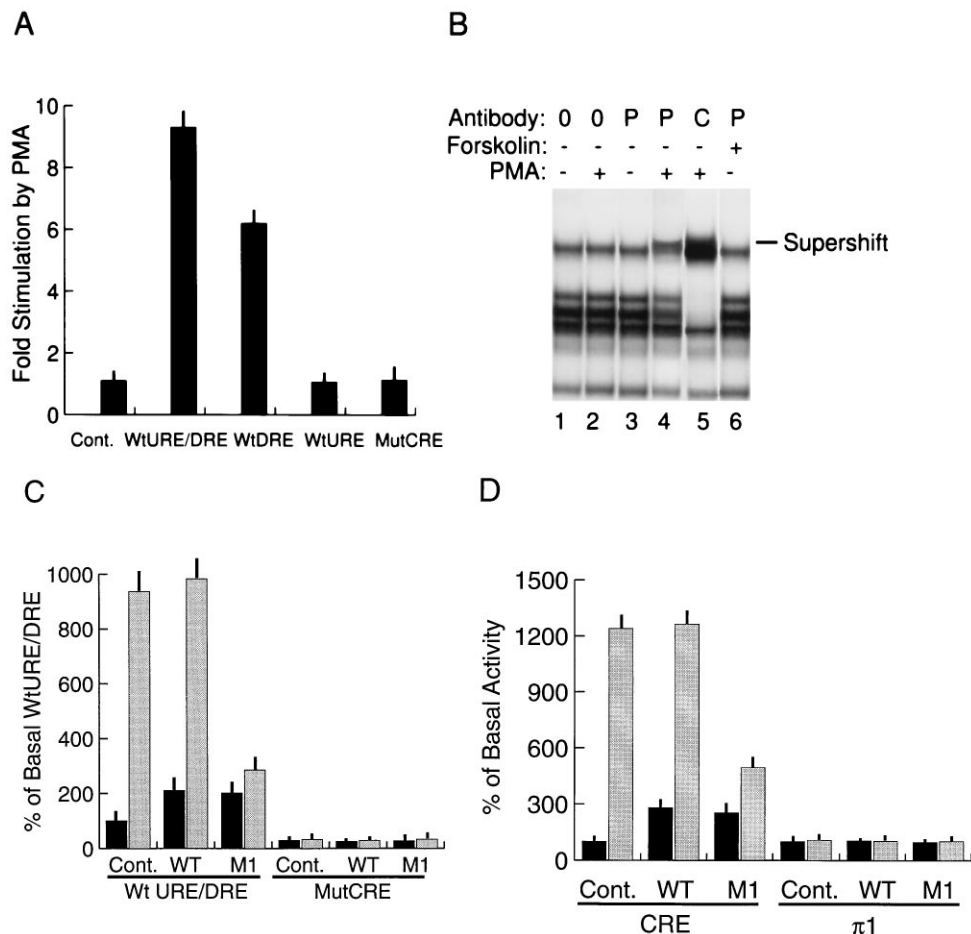 A
Fold Stimulation by PMA
10
8
6
4
2
0
Cont. WtURE/DRE WtDRE WtURE MutCRE
B
Antibody: 0 0 P P C P
Forskolin: - - - - - +
PMA: - + - + + -
Supershift
1 2 3 4 5 6
C
% of Basal WtURE/DRE
1000
800
600
400
200
0
Cont. WT M1 Cont. WT M1
Wt URE/DRE MutCRE
D
% of Basal Activity
1500
1200
900
600
300
0
Cont. WT M1 Cont. WT M1
CRE π1